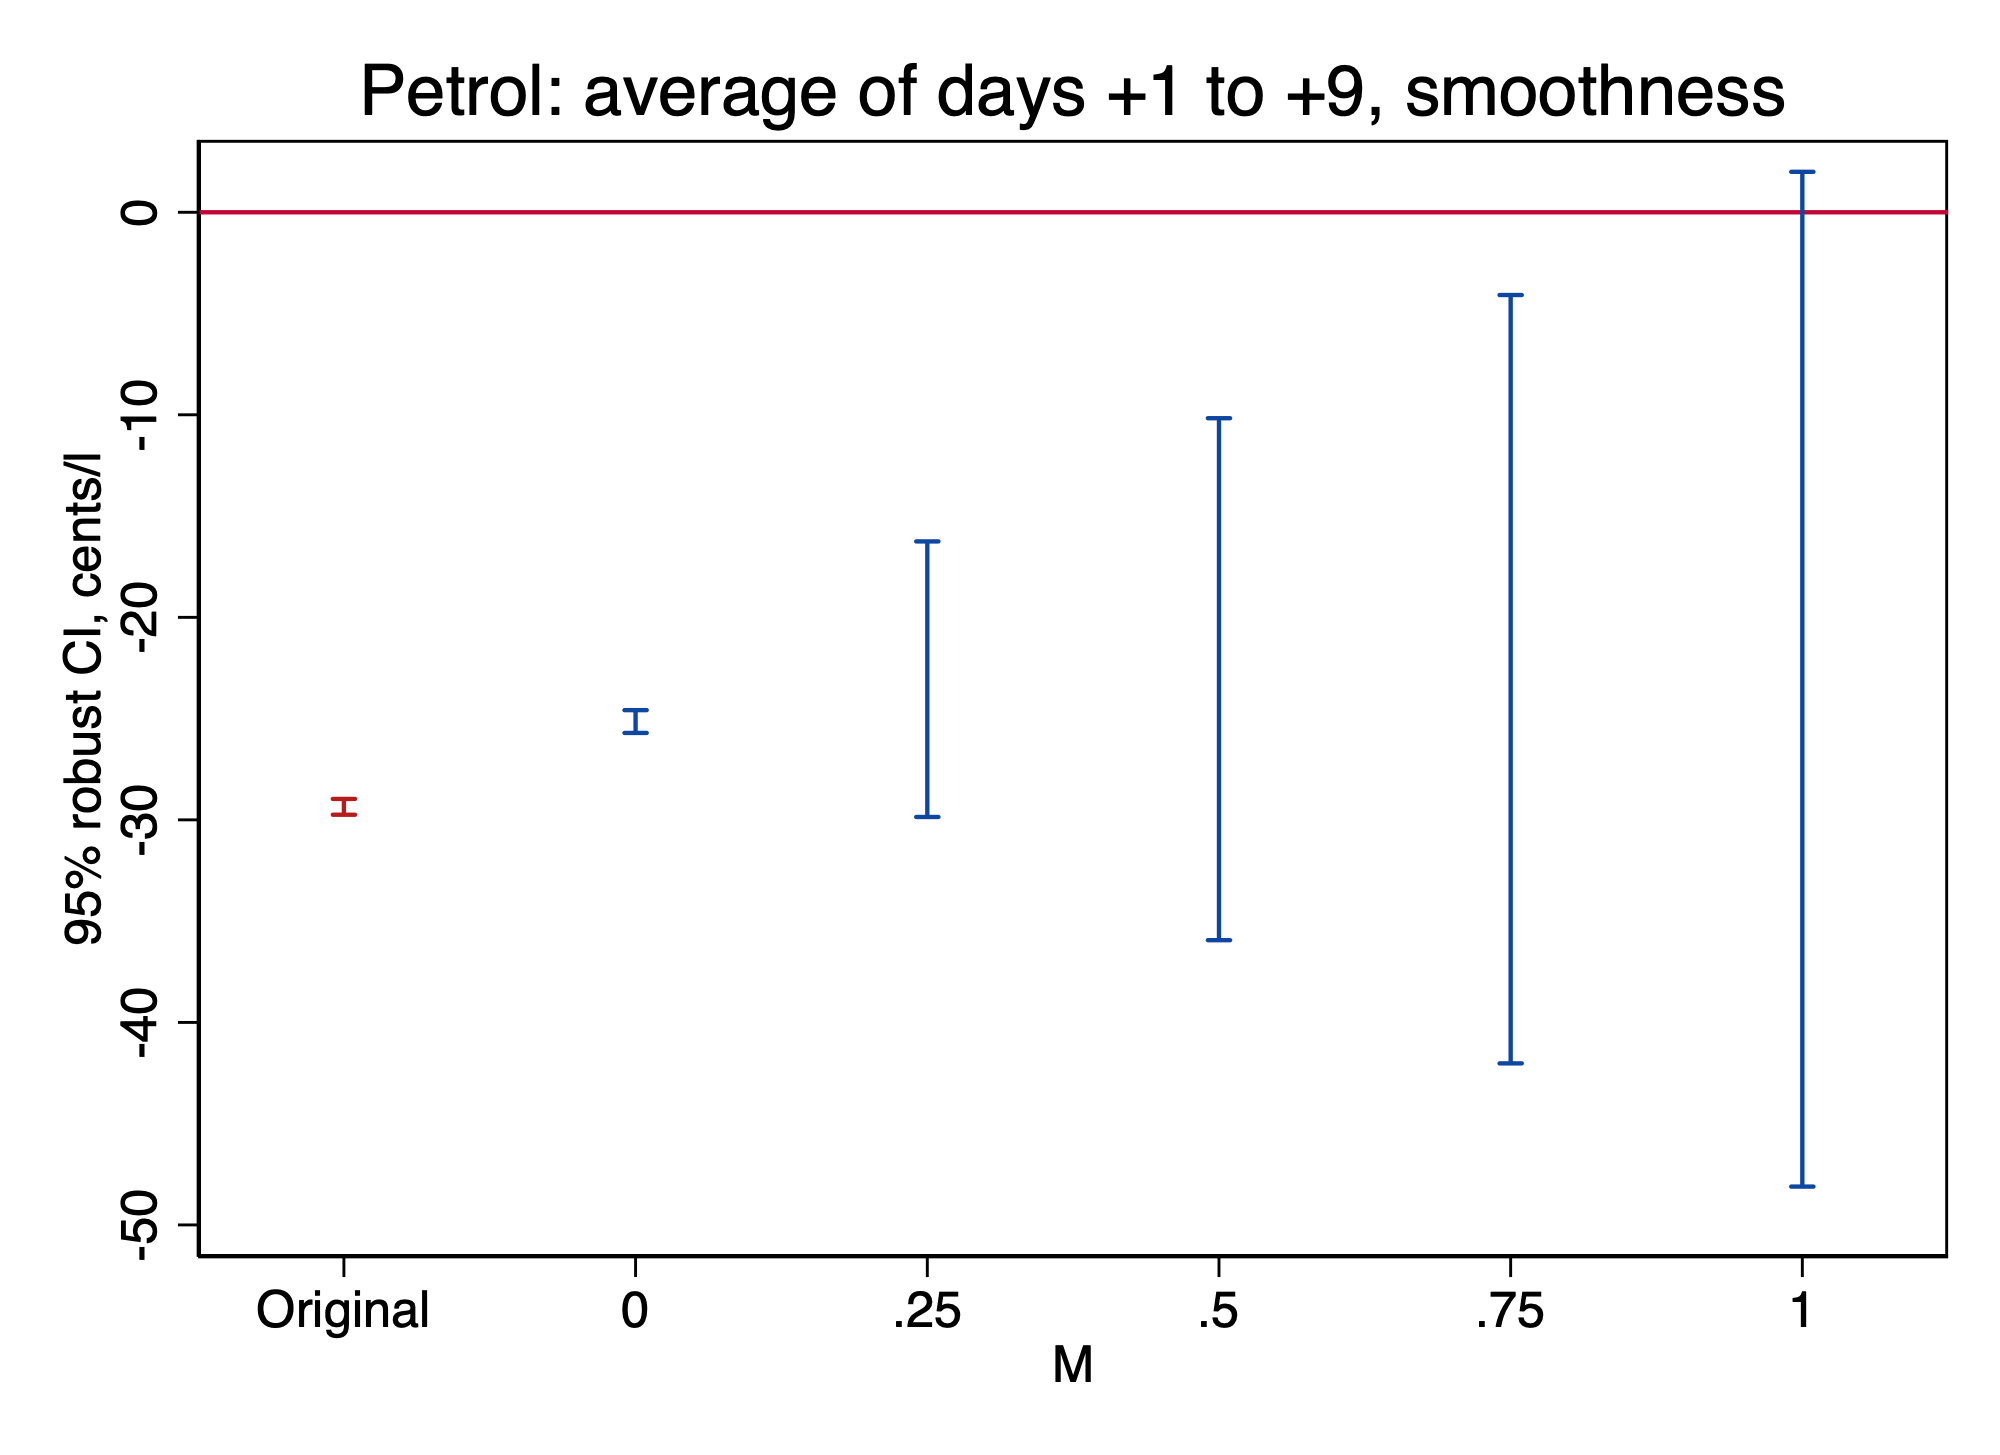 Petrol: average of days +1 to +9, smoothness
95% robust CI, cents/l
0
-10
-20
-30
-40
-50
Original 0 .25 .5 .75 1
M